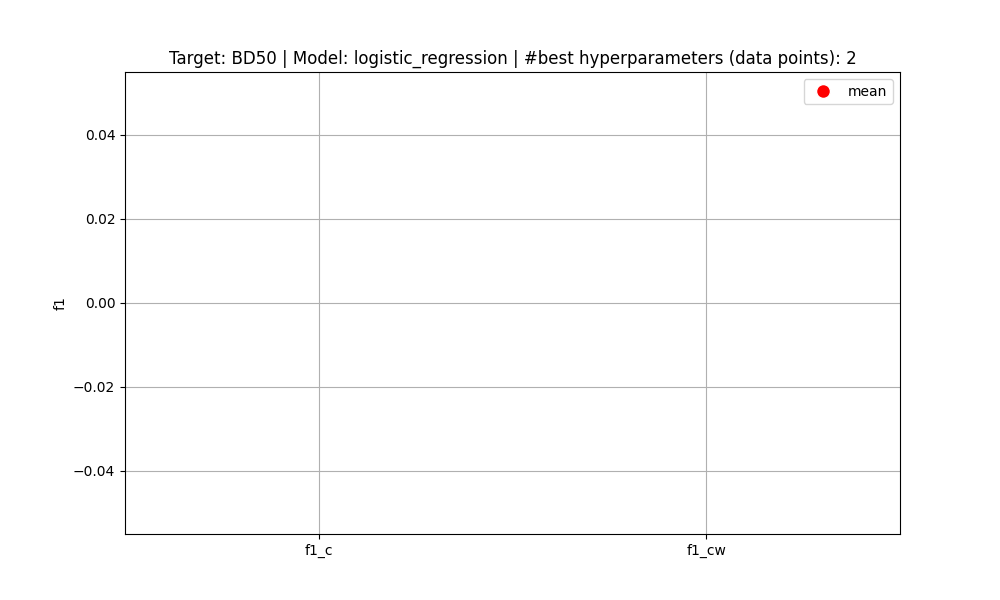 Target: BD50 | Model: logistic_regression | #best hyperparameters (data points): 2
mean
0.04
0.02
0.00
−0.02
−0.04
f1
f1_c
f1_cw